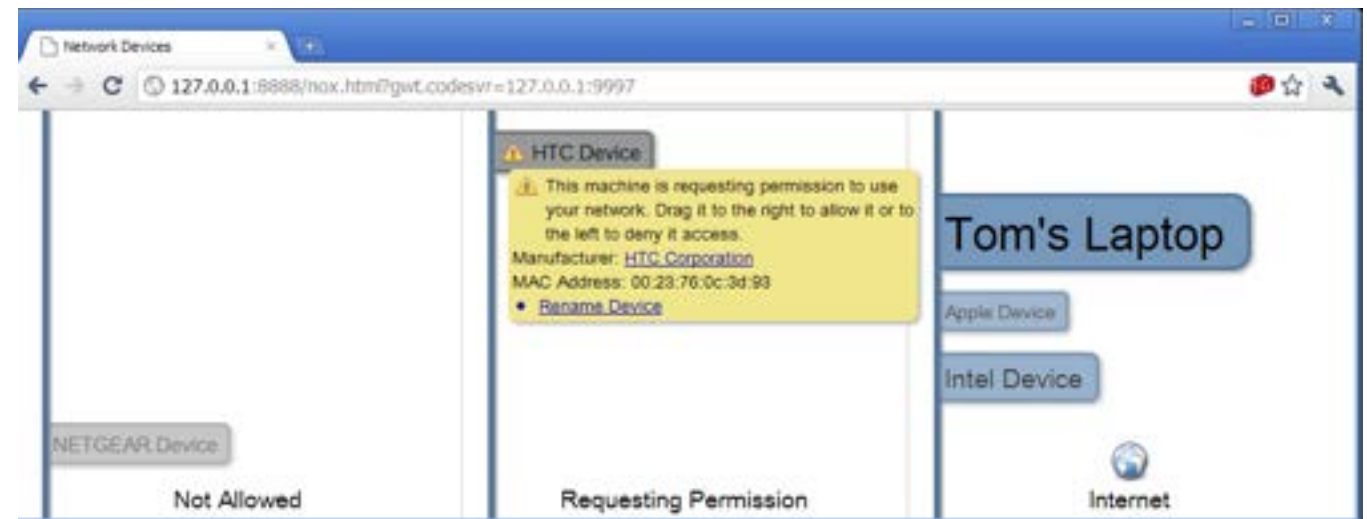 Network Devices
127.0.0.1:8888/nox.html?gwt.codesvr=127.0.0.1:9997
HTC Device
This machine is requesting permission to use
your network. Drag it to the right to allow it or to
the left to deny it access.
Manufacturer: HTC Corporation
MAC Address: 00:23:76:0c:3d:93
• Rename Device
Tom's Laptop
Apple Device
Intel Device
NETGEAR Device
Not Allowed
Requesting Permission
Internet